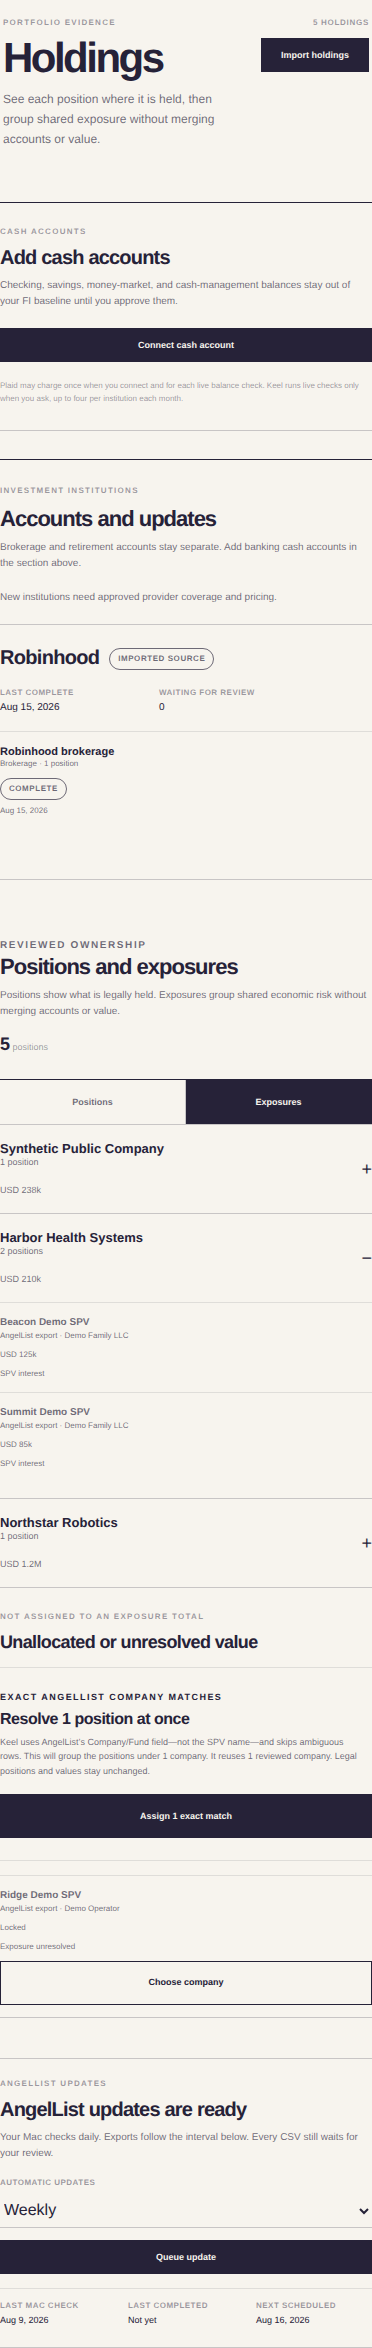 PORTFOLIO EVIDENCE
5 HOLDINGS
Holdings
Import holdings
See each position where it is held, then
group shared exposure without merging
accounts or value.
CASH ACCOUNTS
Add cash accounts
Checking, savings, money-market, and cash-management balances stay out of
your FI baseline until you approve them.
Connect cash account
Plaid may charge once when you connect and for each live balance check. Keel runs live checks only
when you ask, up to four per institution each month.
INVESTMENT INSTITUTIONS
Accounts and updates
Brokerage and retirement accounts stay separate. Add banking cash accounts in
the section above.
New institutions need approved provider coverage and pricing.
Robinhood
IMPORTED SOURCE
LAST COMPLETE
WAITING FOR REVIEW
Aug 15, 2026
0
Robinhood brokerage
Brokerage · 1 position
COMPLETE
Aug 15, 2026
REVIEWED OWNERSHIP
Positions and exposures
Positions show what is legally held. Exposures group shared economic risk without
merging accounts or value.
5 positions
Positions
Exposures
Synthetic Public Company
1 position
+
USD 238k
Harbor Health Systems
2 positions
−
USD 210k
Beacon Demo SPV
AngelList export · Demo Family LLC
USD 125k
SPV interest
Summit Demo SPV
AngelList export · Demo Family LLC
USD 85k
SPV interest
Northstar Robotics
1 position
+
USD 1.2M
NOT ASSIGNED TO AN EXPOSURE TOTAL
Unallocated or unresolved value
EXACT ANGELLIST COMPANY MATCHES
Resolve 1 position at once
Keel uses AngelList's Company/Fund field—not the SPV name—and skips ambiguous
rows. This will group the positions under 1 company. It reuses 1 reviewed company. Legal
positions and values stay unchanged.
Assign 1 exact match
Ridge Demo SPV
AngelList export · Demo Operator
Locked
Exposure unresolved
Choose company
ANGELLIST UPDATES
AngelList updates are ready
Your Mac checks daily. Exports follow the interval below. Every CSV still waits for
your review.
AUTOMATIC UPDATES
Weekly
Queue update
LAST MAC CHECK
LAST COMPLETED
NEXT SCHEDULED
Aug 9, 2026
Not yet
Aug 16, 2026